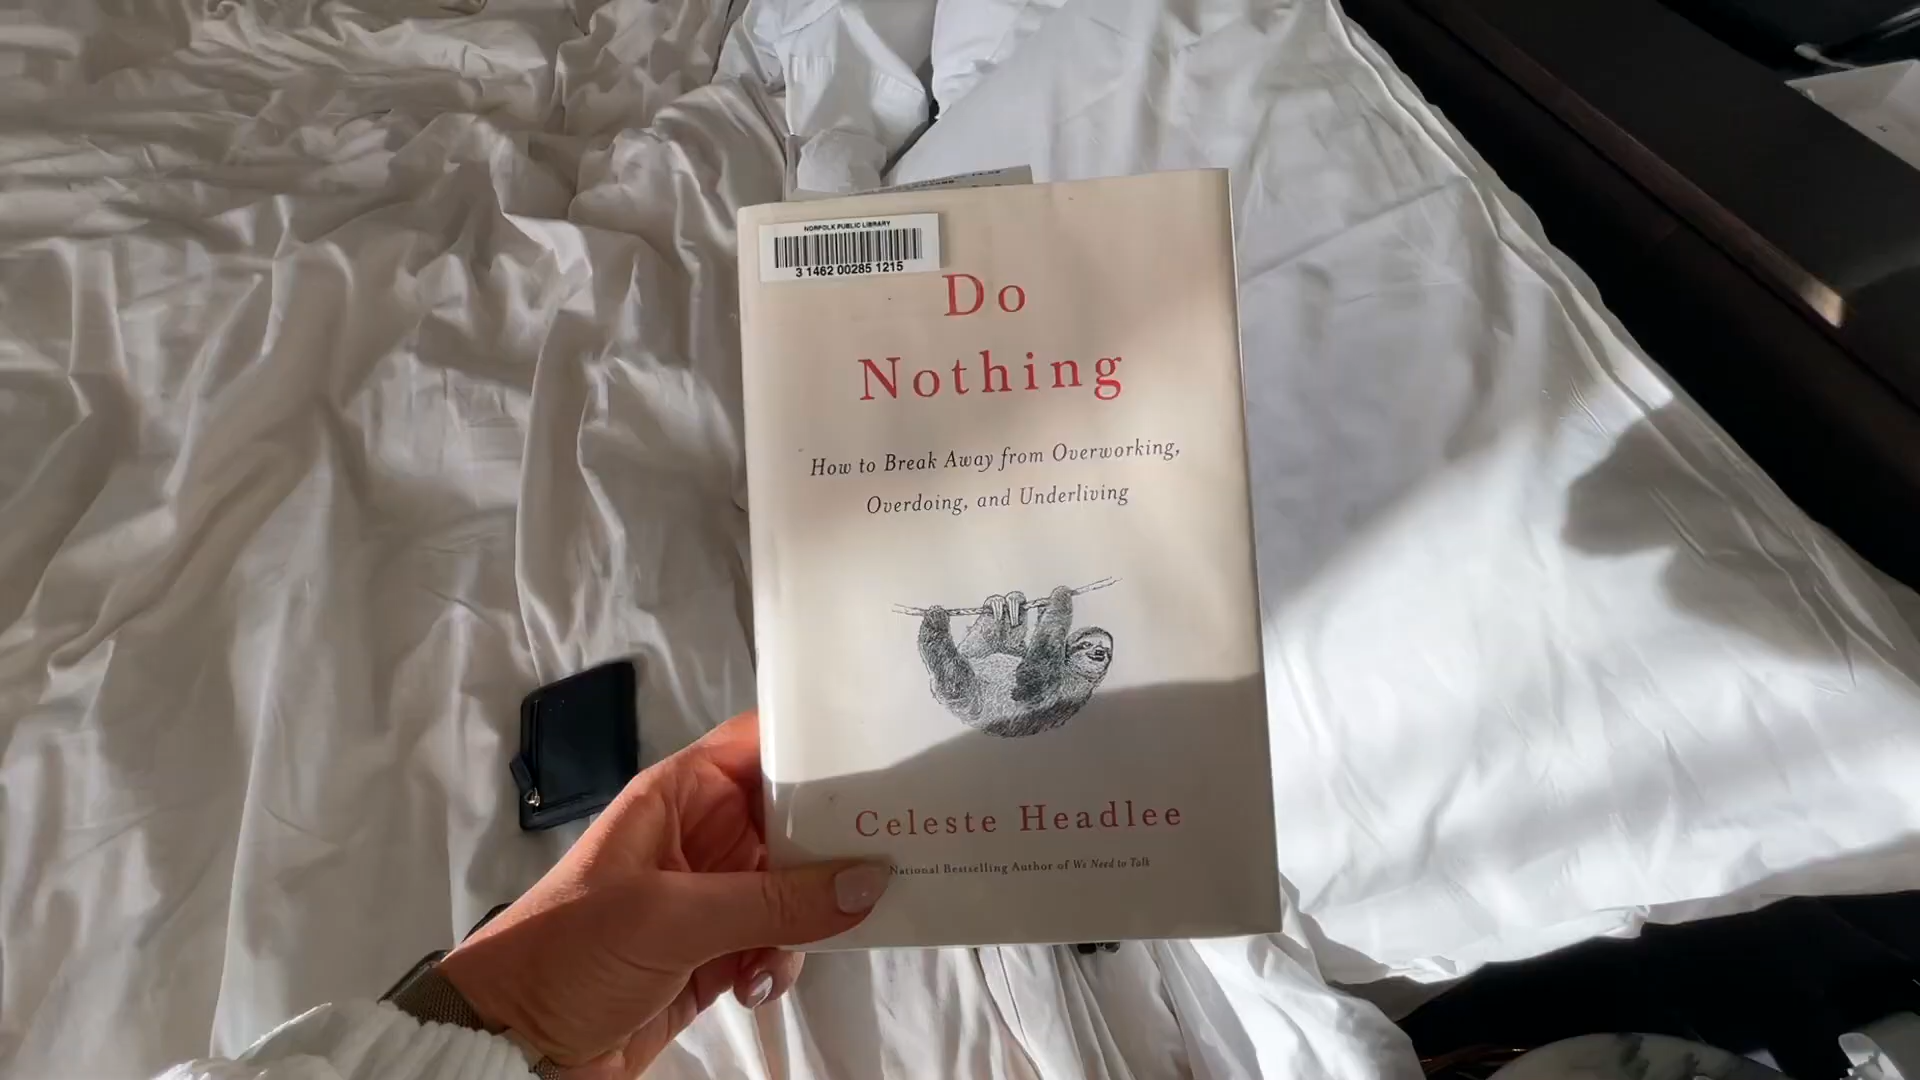 NORFOLK PUBLIC LIBRARY
3 1462 00285 1215
Do
Nothing
How to Break Away from Overworking,
Overdoing, and Underliving
Celeste Headlee
National Bestselling Author of We Need to Talk